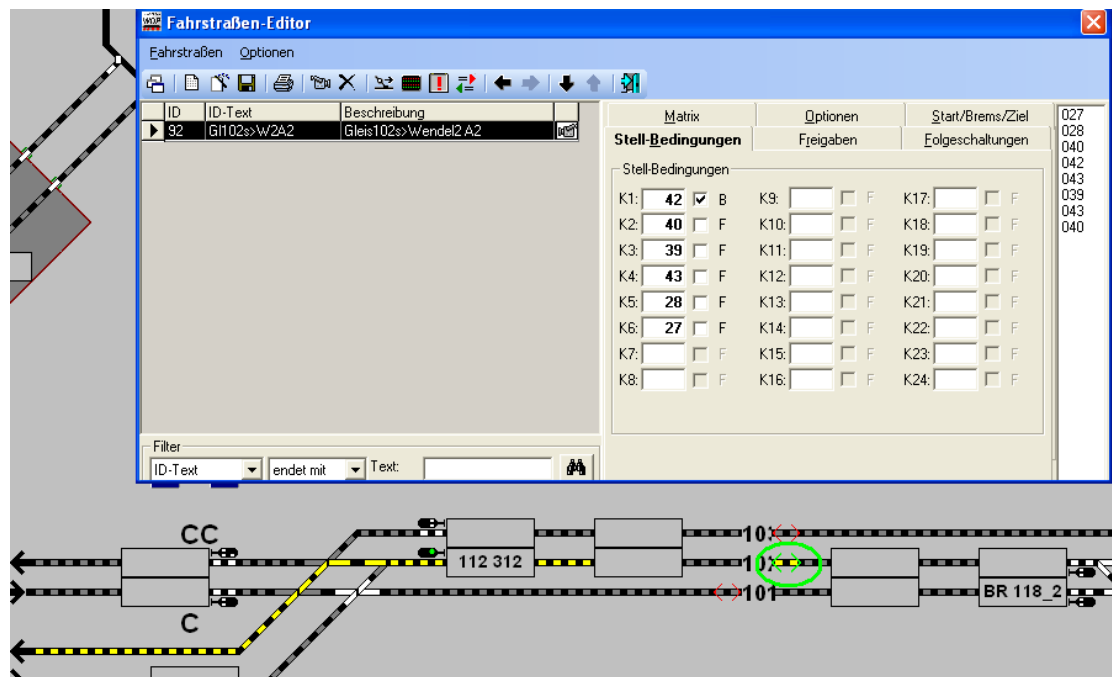 Fahrstraßen-Editor
Fahrstraßen Optionen
ID ID-Text Beschreibung
92 Gl102s>W2A2 Gleis102s>Wendel2 A2
Matrix Optionen Start/Brems/Ziel
Stell-Bedingungen Freigaben Folgeschaltungen
Stell-Bedingungen
K1: 42 B K9: F K17: F
K2: 40 F K10: F K18: F
K3: 39 F K11: F K19: F
K4: 43 F K12: F K20: F
K5: 28 F K13: F K21: F
K6: 27 F K14: F K22: F
K7: F K15: F K23: F
K8: F K16: F K24: F
027
028
040
042
043
039
043
040
Filter
ID-Text endet mit Text:
CC
112 312
101
BR 118_2
C